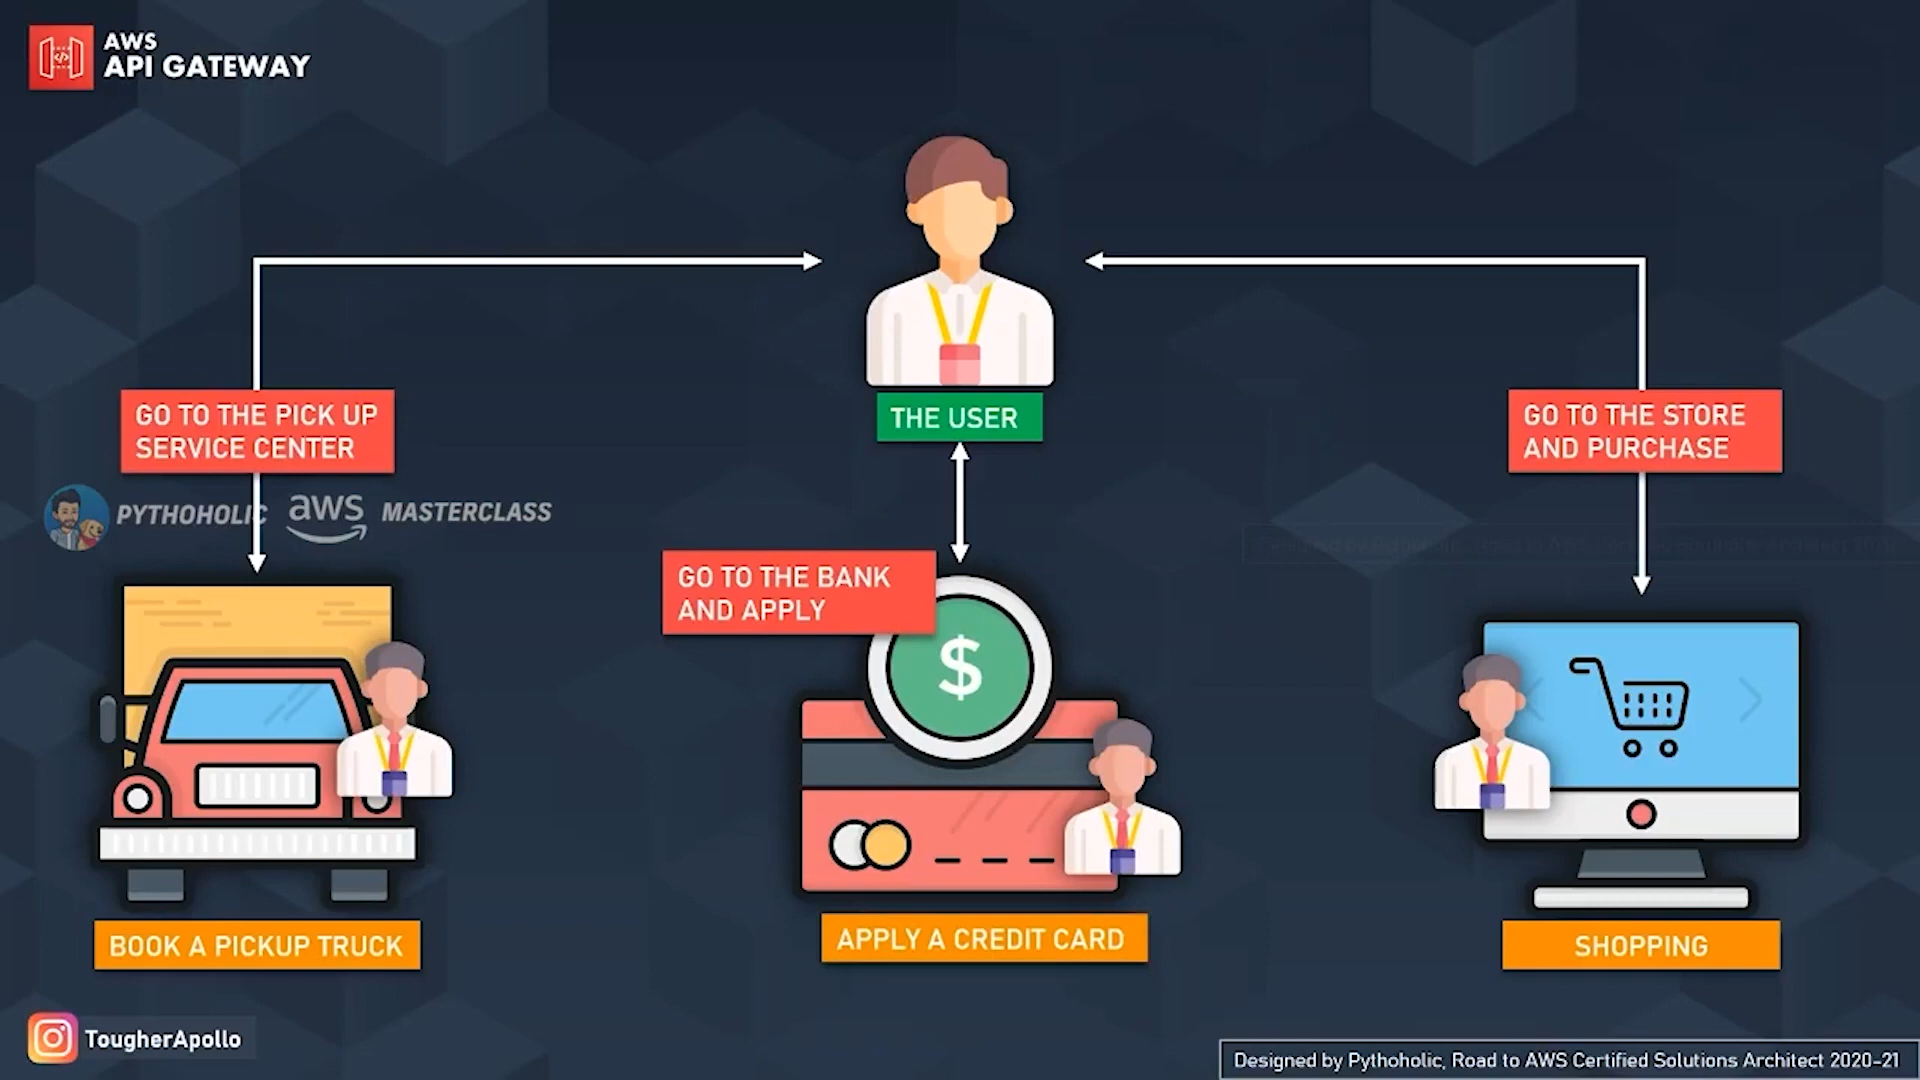 AWS
API GATEWAY
GO TO THE PICK UP
SERVICE CENTER
THE USER
GO TO THE STORE
AND PURCHASE
PYTHOHOLIC aws MASTERCLASS
GO TO THE BANK
AND APPLY
$
BOOK A PICKUP TRUCK
APPLY A CREDIT CARD
SHOPPING
TougherApollo
Designed by Pythoholic, Road to AWS Certified Solutions Architect 2020-21